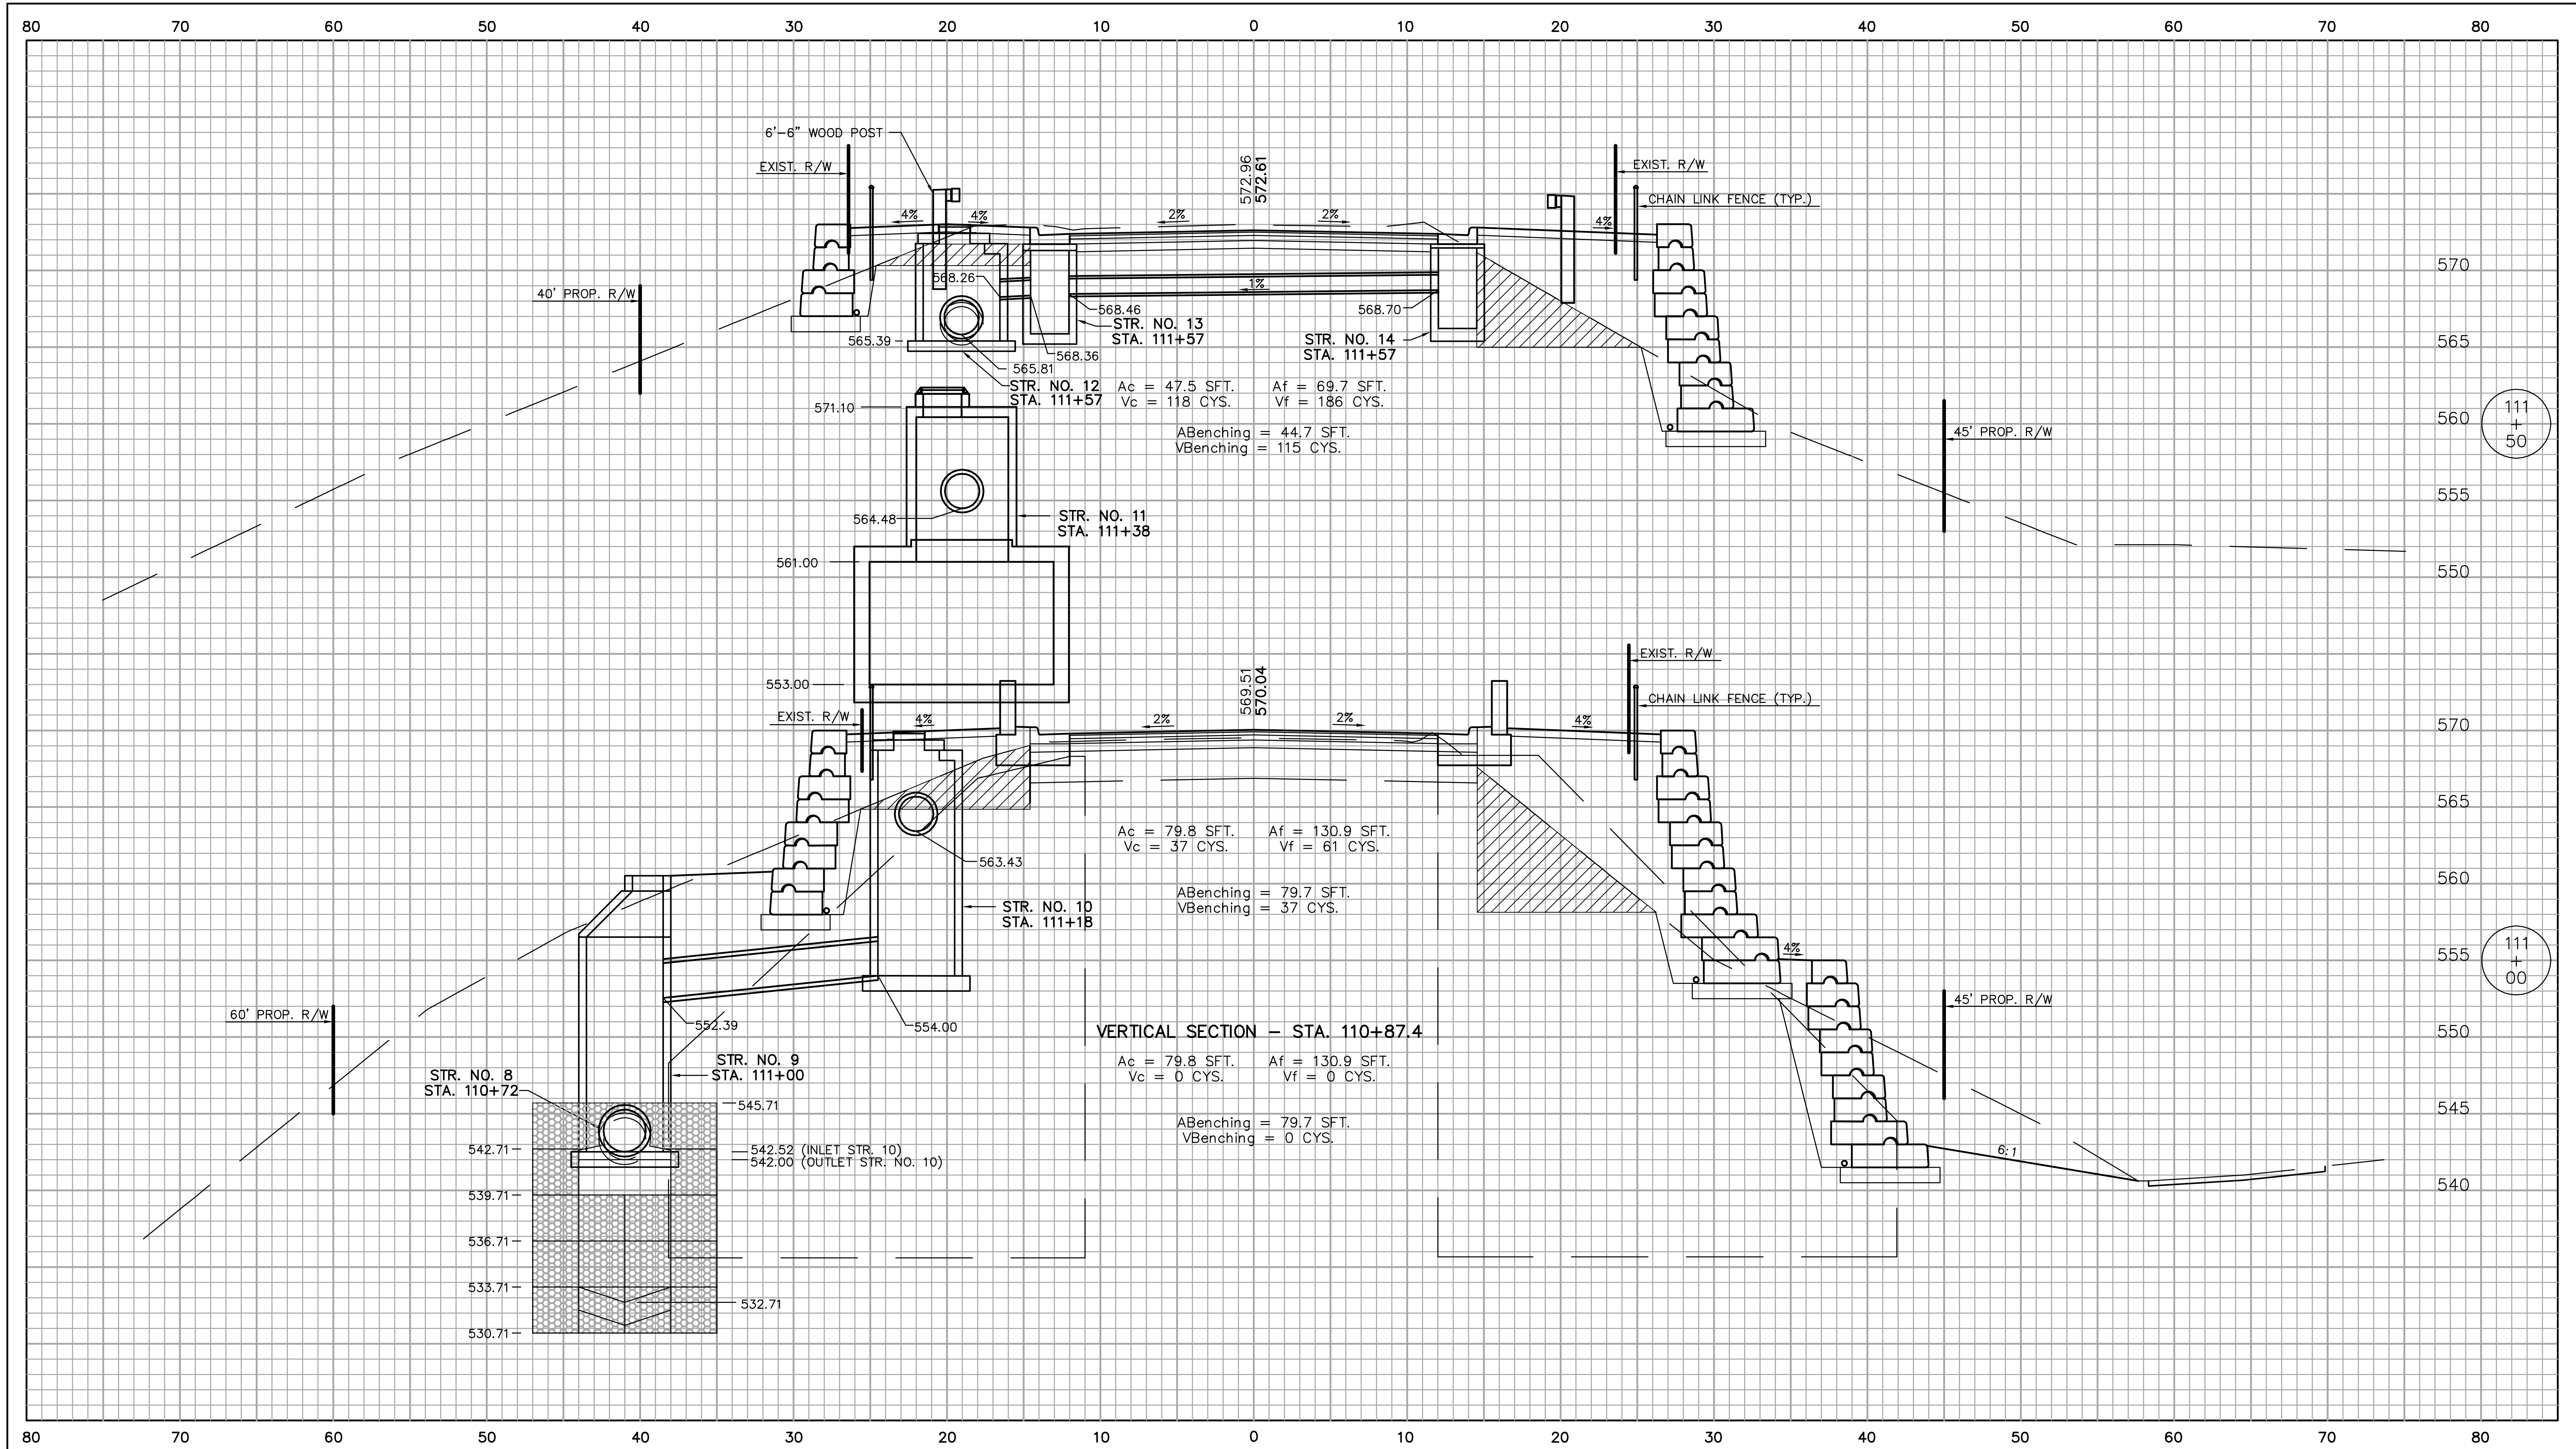 80 70 60 50 40 30 20 10 0 10 20 30 40 50 60 70 80
6'-6" WOOD POST
EXIST. R/W
572.96
572.61
EXIST. R/W
CHAIN LINK FENCE (TYP.)
4%
4%
2%
2%
4%
40' PROP. R/W
568.26
1%
570
568.46
568.70
STR. NO. 13
STA. 111+57
STR. NO. 14
STA. 111+57
565.39
568.36
565
565.81
STR. NO. 12
STA. 111+57
Ac = 47.5 SFT. Af = 69.7 SFT.
Vc = 118 CYS. Vf = 186 CYS.
571.10
ABenching = 44.7 SFT.
VBenching = 115 CYS.
45' PROP. R/W
560
111
+
50
555
564.48
STR. NO. 11
STA. 111+38
561.00
550
553.00
EXIST. R/W
569.51
570.04
EXIST. R/W
CHAIN LINK FENCE (TYP.)
4%
2%
2%
4%
570
565
Ac = 79.8 SFT. Af = 130.9 SFT.
Vc = 37 CYS. Vf = 61 CYS.
563.43
560
ABenching = 79.7 SFT.
VBenching = 37 CYS.
STR. NO. 10
STA. 111+18
4%
555
111
+
00
60' PROP. R/W
45' PROP. R/W
552.39
554.00
VERTICAL SECTION – STA. 110+87.4
550
Ac = 79.8 SFT. Af = 130.9 SFT.
Vc = 0 CYS. Vf = 0 CYS.
STR. NO. 9
STA. 111+00
STR. NO. 8
STA. 110+72
545.71
545
ABenching = 79.7 SFT.
VBenching = 0 CYS.
542.71
542.52 (INLET STR. 10)
542.00 (OUTLET STR. NO. 10)
6:1
539.71
540
536.71
533.71
532.71
530.71
80 70 60 50 40 30 20 10 0 10 20 30 40 50 60 70 80